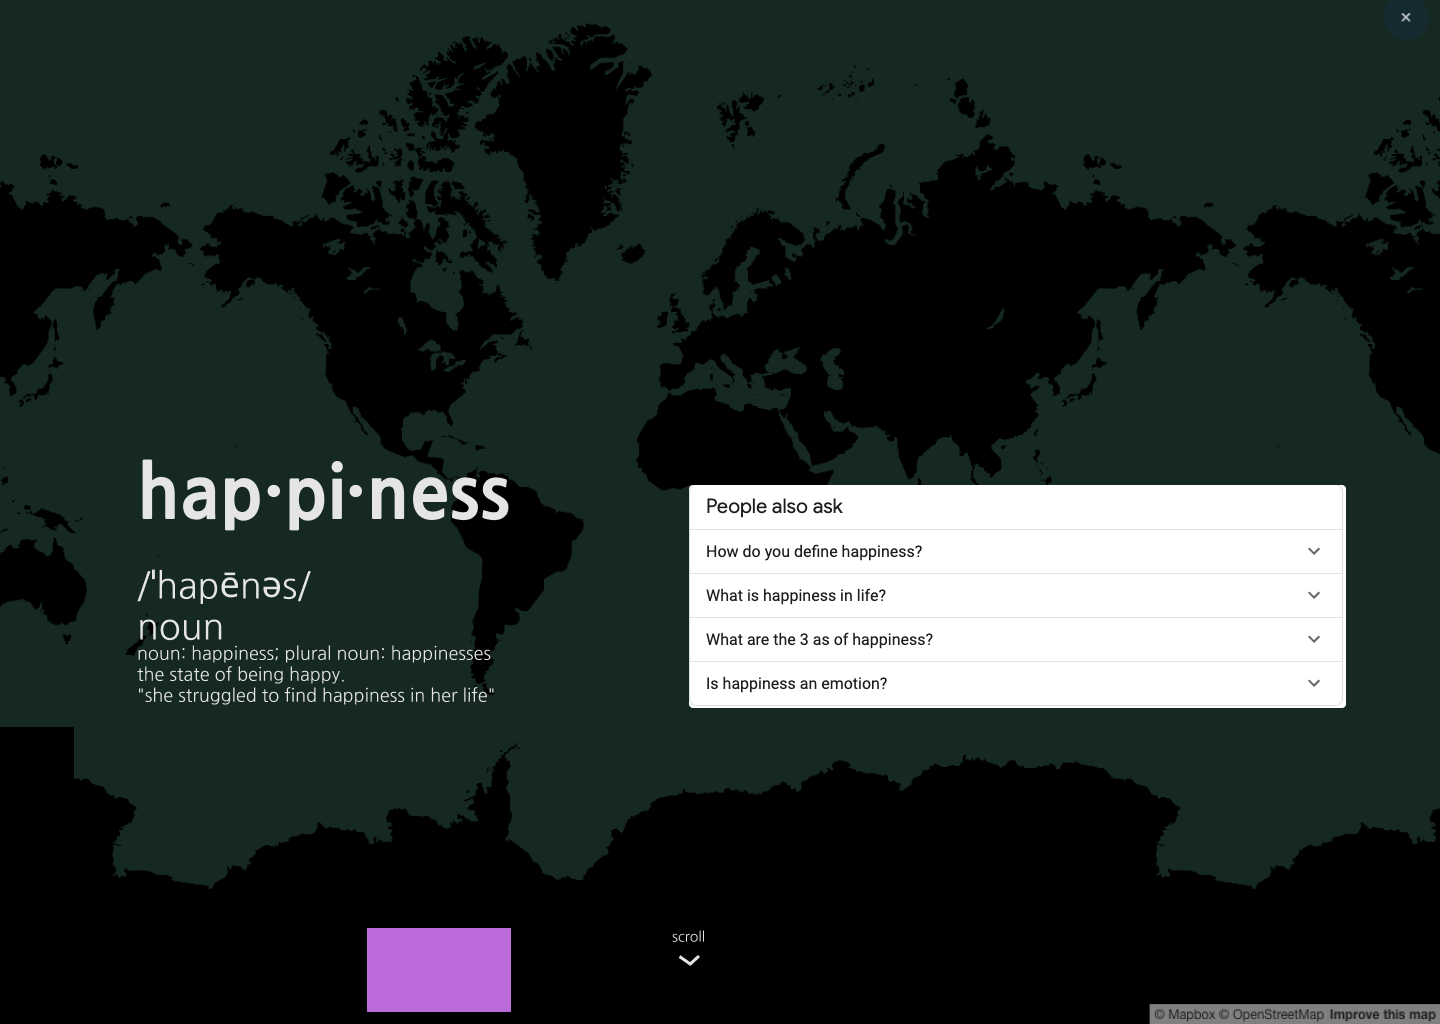 ×
hap·pi·ness
/ˈhapēnəs/
noun
noun: happiness; plural noun: happinesses
the state of being happy.
"she struggled to find happiness in her life"
People also ask
How do you define happiness?
What is happiness in life?
What are the 3 as of happiness?
Is happiness an emotion?
scroll
© Mapbox © OpenStreetMap Improve this map